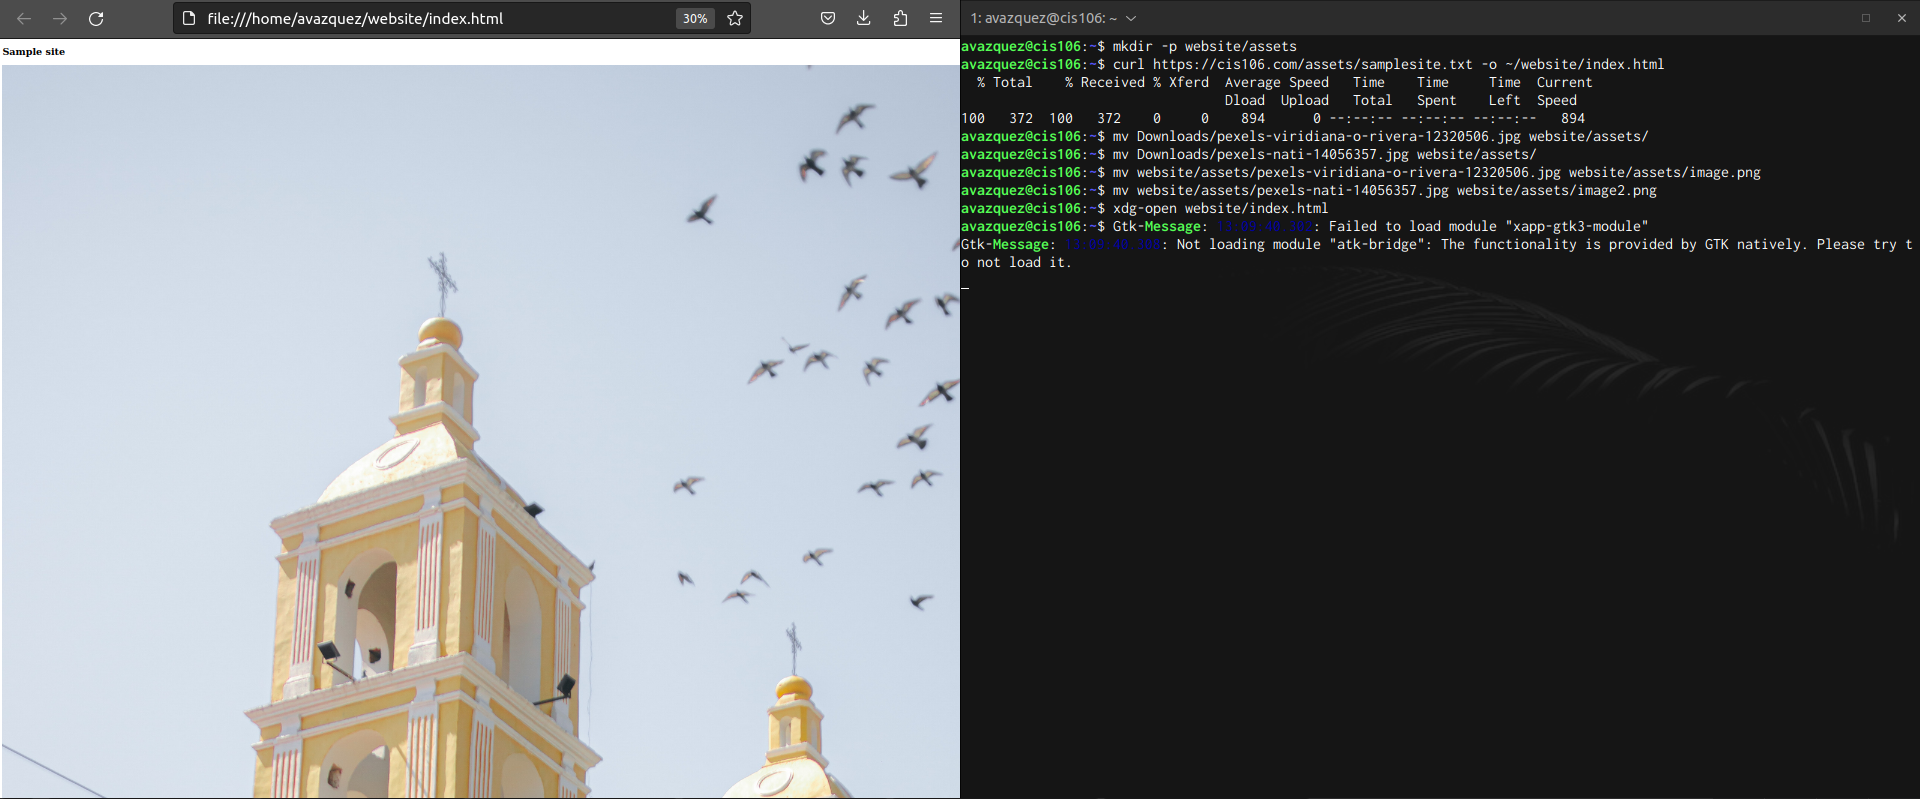 file:///home/avazquez/website/index.html
30%
Sample site
1: avazquez@cis106: ~
avazquez@cis106:~$ mkdir -p website/assets
avazquez@cis106:~$ curl https://cis106.com/assets/samplesite.txt -o ~/website/index.html
% Total % Received % Xferd Average Speed Time Time Time Current
Dload Upload Total Spent Left Speed
100 372 100 372 0 0 894 0 --:--:-- --:--:-- --:--:-- 894
avazquez@cis106:~$ mv Downloads/pexels-viridiana-o-rivera-12320506.jpg website/assets/
avazquez@cis106:~$ mv Downloads/pexels-nati-14056357.jpg website/assets/
avazquez@cis106:~$ mv website/assets/pexels-viridiana-o-rivera-12320506.jpg website/assets/image.png
avazquez@cis106:~$ mv website/assets/pexels-nati-14056357.jpg website/assets/image2.png
avazquez@cis106:~$ xdg-open website/index.html
avazquez@cis106:~$ Gtk-Message: : Failed to load module "xapp-gtk3-module"
Gtk-Message: : Not loading module "atk-bridge": The functionality is provided by GTK natively. Please try t
o not load it.